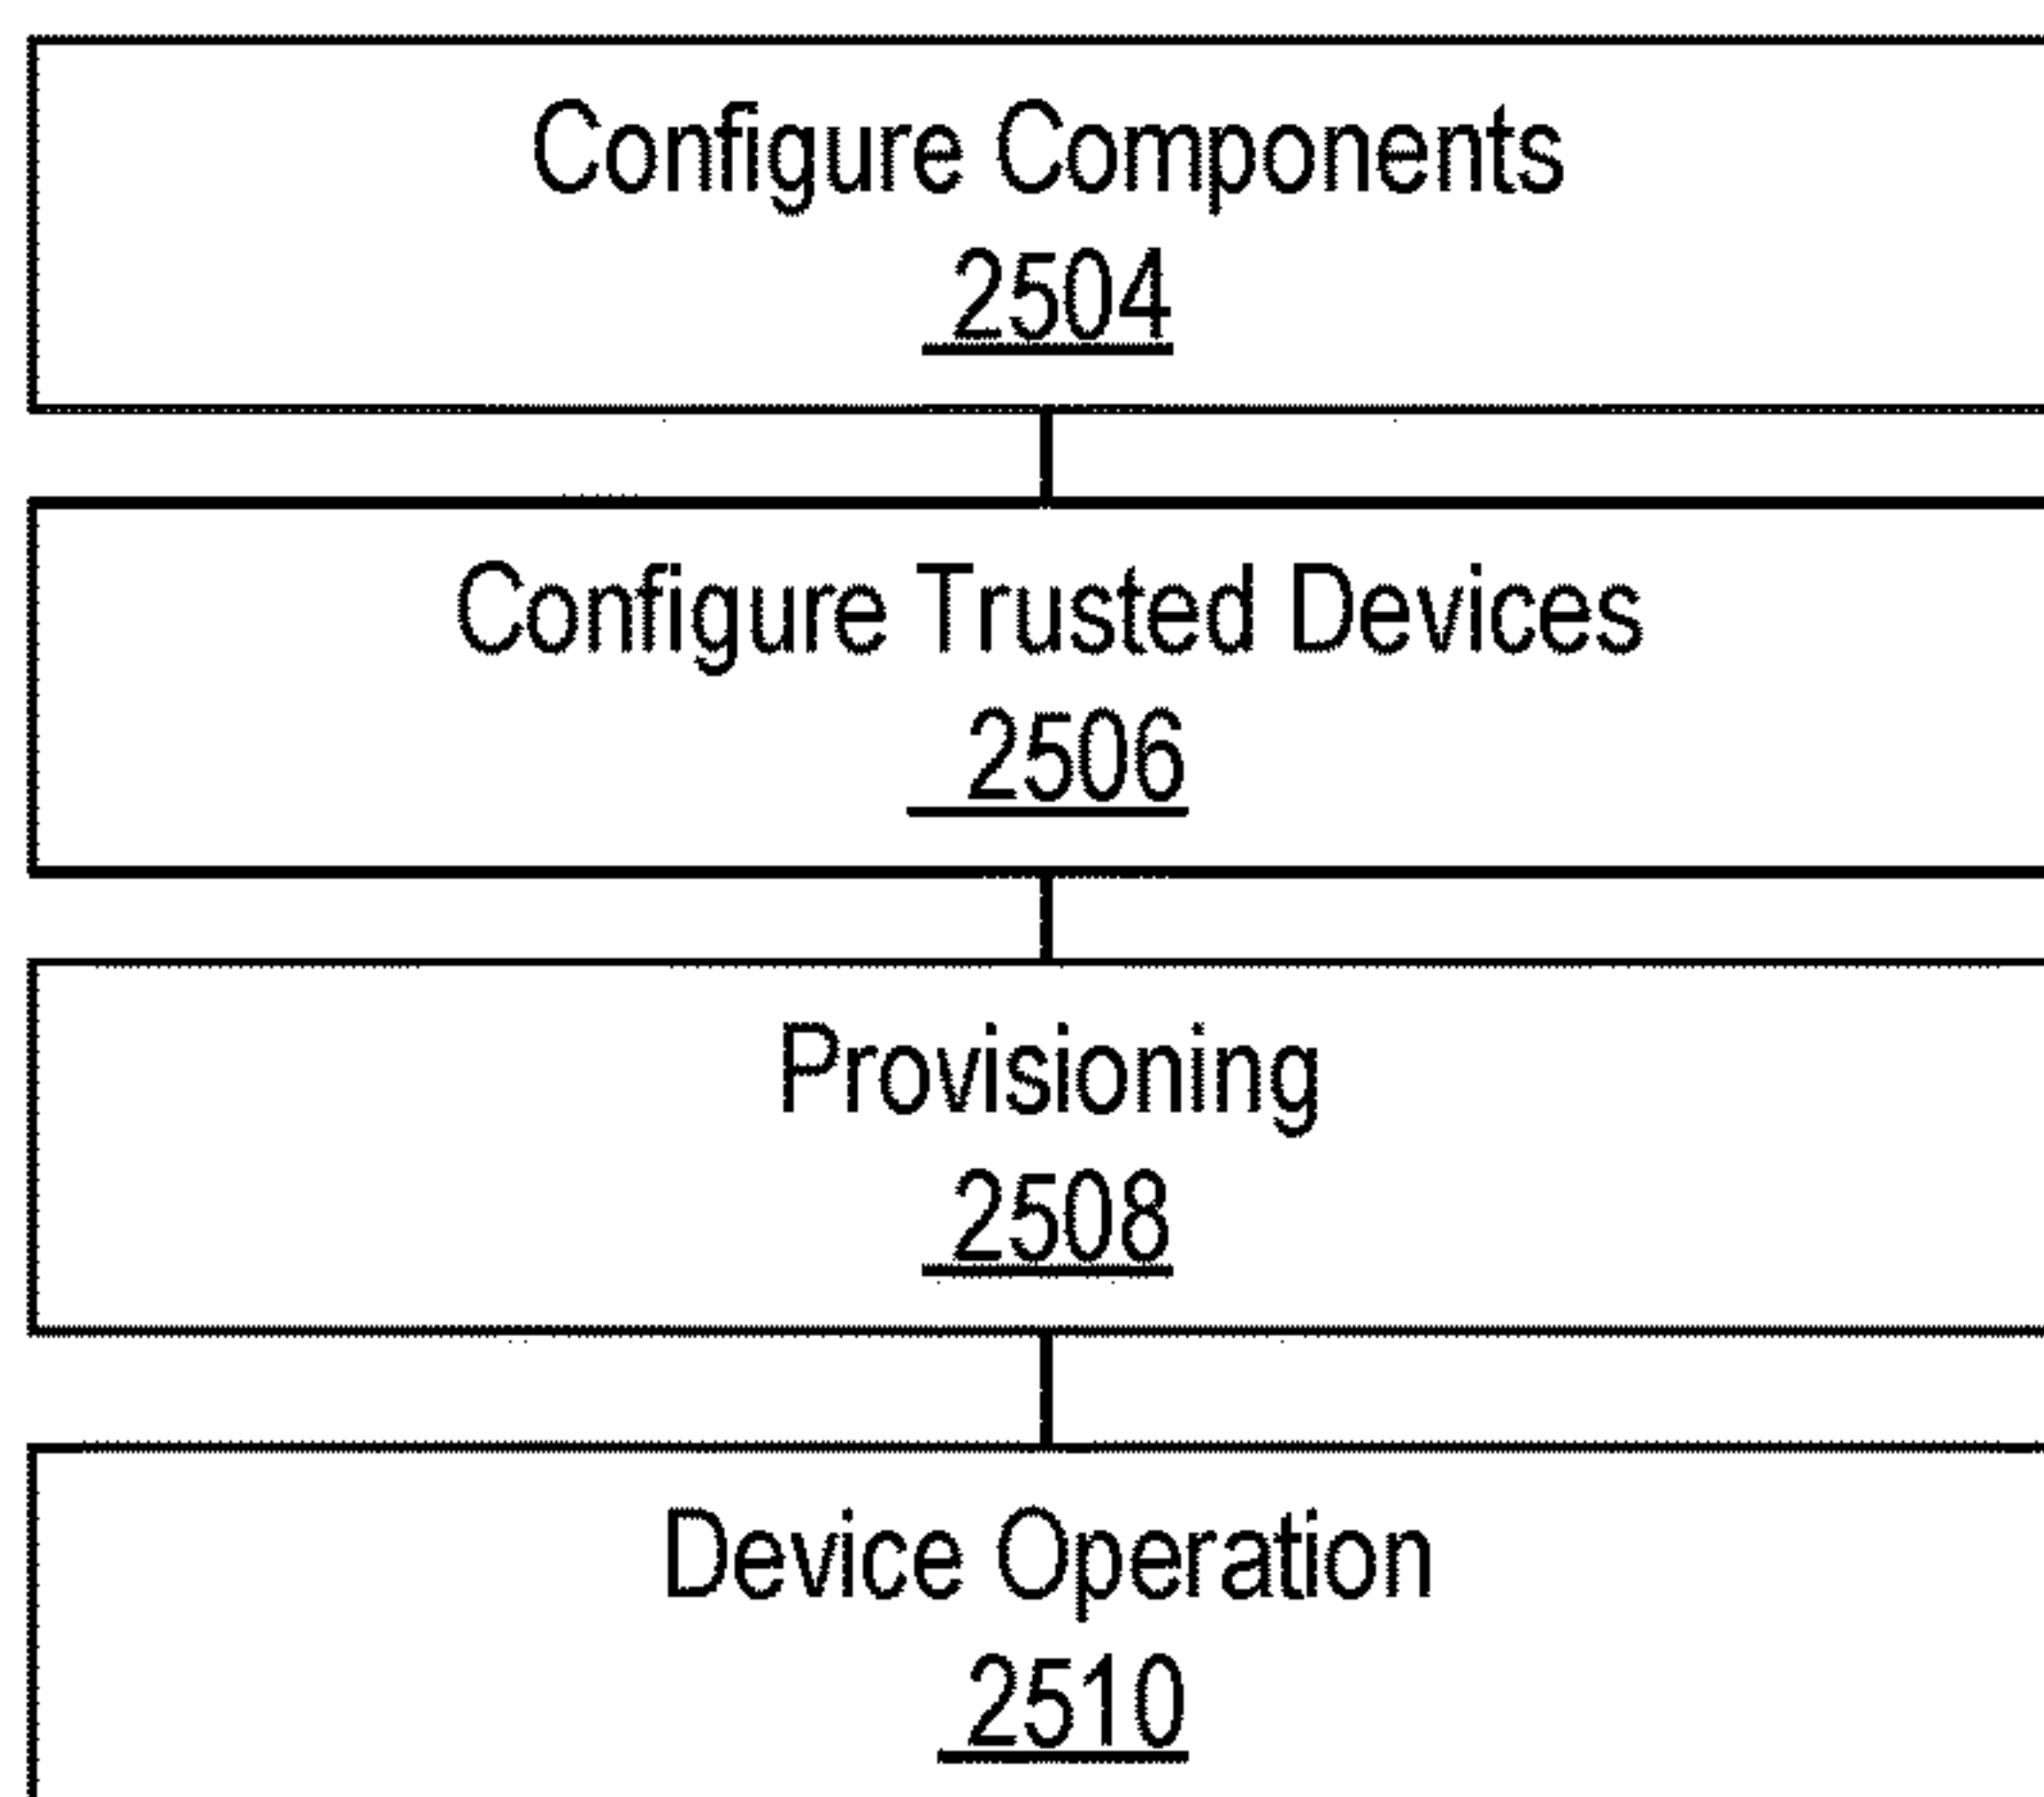 Configure Components
2504
Configure Trusted Devices
2506
Provisioning
2508
Device Operation
2510